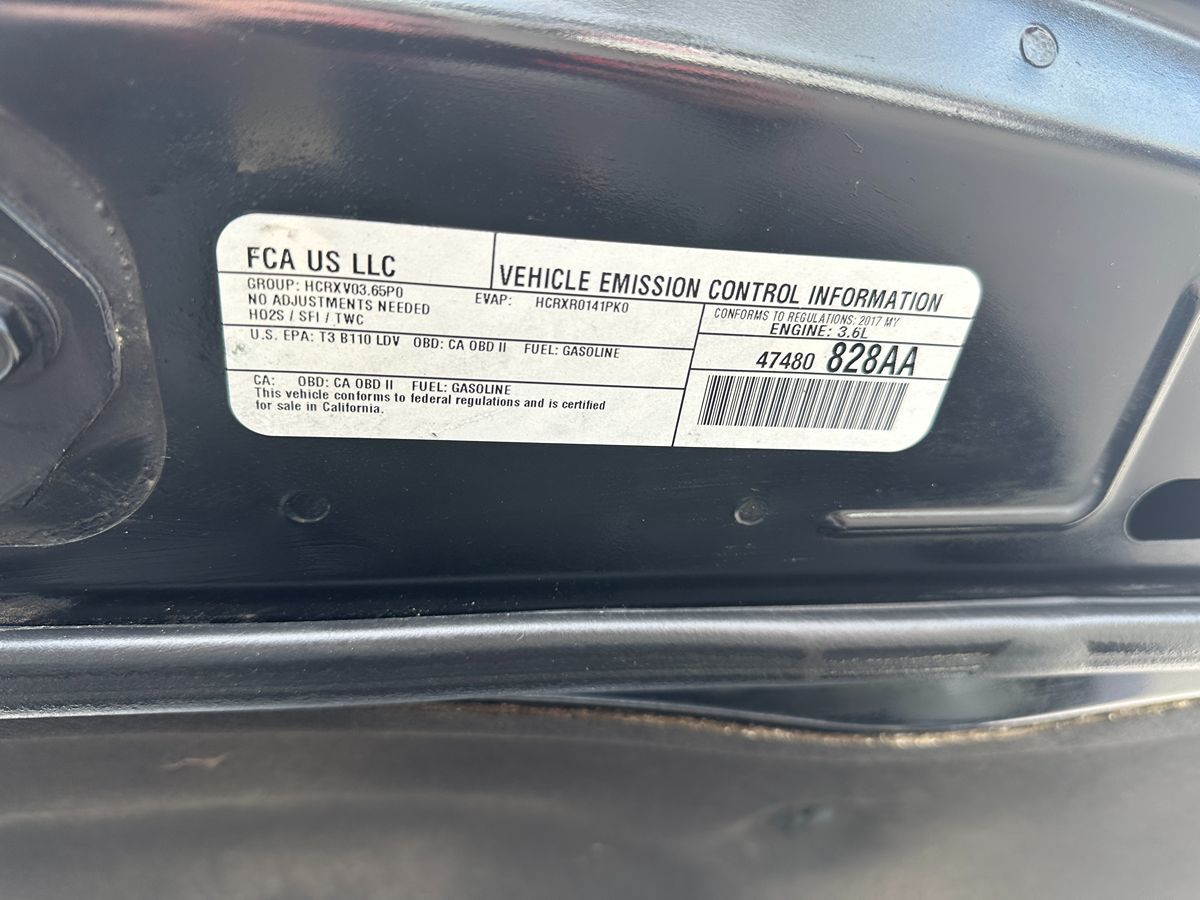 FCA US LLC
VEHICLE EMISSION CONTROL INFORMATION
GROUP: HCRXV03.65P0
EVAP: HCRXR0141PK0
NO ADJUSTMENTS NEEDED
HO2S / SFI / TWC
CONFORMS TO REGULATIONS: 2017 MY
ENGINE: 3.6L
U.S. EPA: T3 B110 LDV OBD: CA OBD II FUEL: GASOLINE
47480 828AA
CA: OBD: CA OBD II FUEL: GASOLINE
This vehicle conforms to federal regulations and is certified
for sale in California.